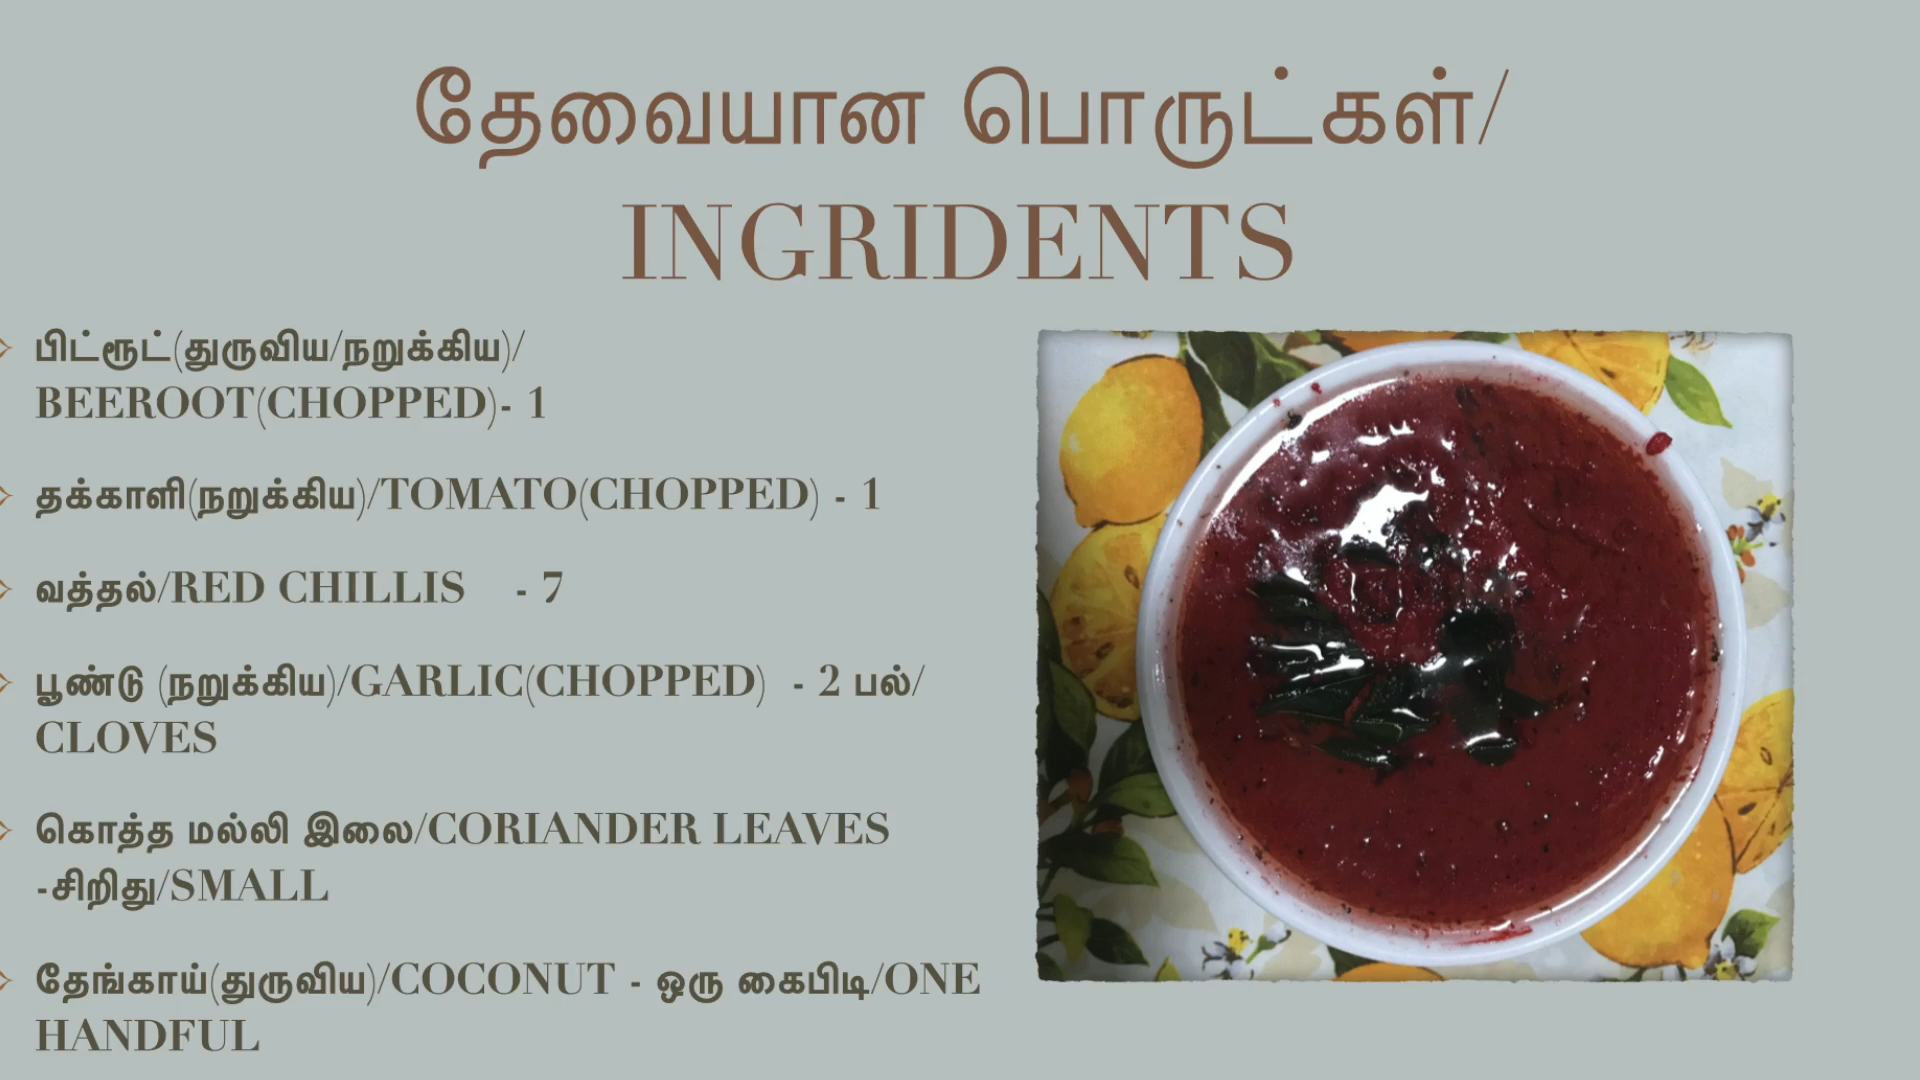 தேவையான பொருட்கள்/
INGRIDENTS
பிட்ரூட்(துருவிய/நறுக்கிய)/
BEEROOT(CHOPPED)- 1
தக்காளி(நறுக்கிய)/TOMATO(CHOPPED) - 1
வத்தல்/RED CHILLIS - 7
பூண்டு (நறுக்கிய)/GARLIC(CHOPPED) - 2 பல்/
CLOVES
கொத்த மல்லி இலை/CORIANDER LEAVES
-சிறிது/SMALL
தேங்காய்(துருவிய)/COCONUT - ஒரு கைபிடி/ONE
HANDFUL